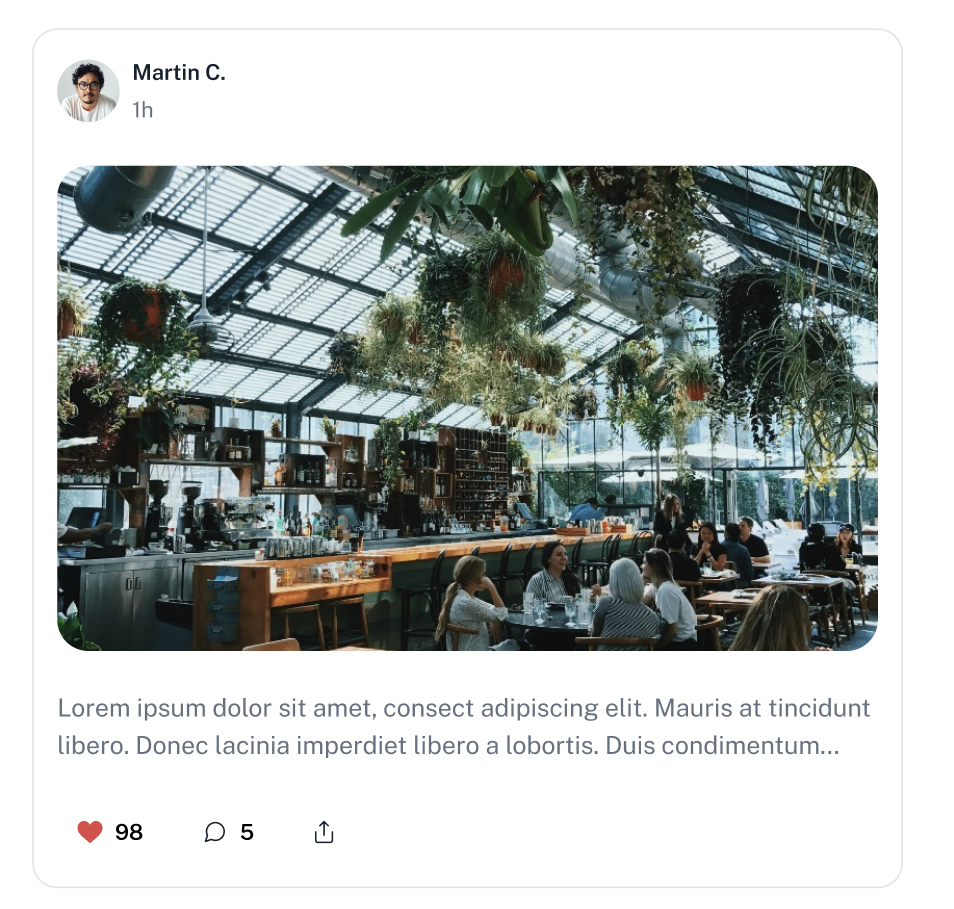 Martin C.
1h
Lorem ipsum dolor sit amet, consect adipiscing elit. Mauris at tincidunt
libero. Donec lacinia imperdiet libero a lobortis. Duis condimentum...
98 5